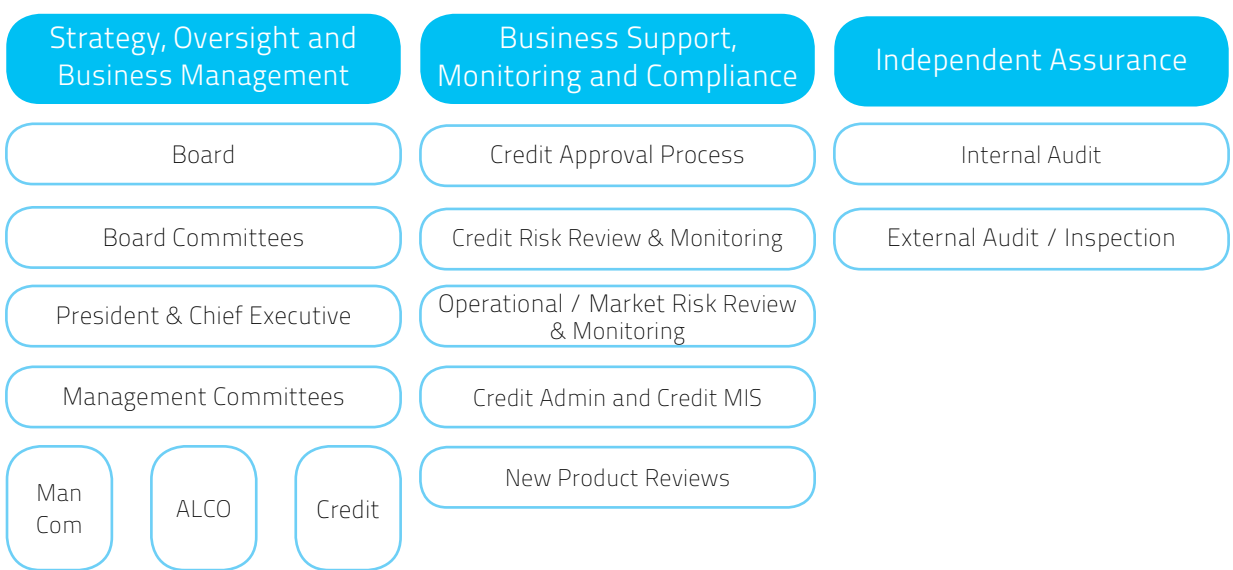 Strategy, Oversight and
Business Management
Board
Board Committees
President & Chief Executive
Management Committees
Man
Com
ALCO
Credit
Business Support,
Monitoring and Compliance
Credit Approval Process
Credit Risk Review & Monitoring
Operational / Market Risk Review
& Monitoring
Credit Admin and Credit MIS
New Product Reviews
Independent Assurance
Internal Audit
External Audit / Inspection